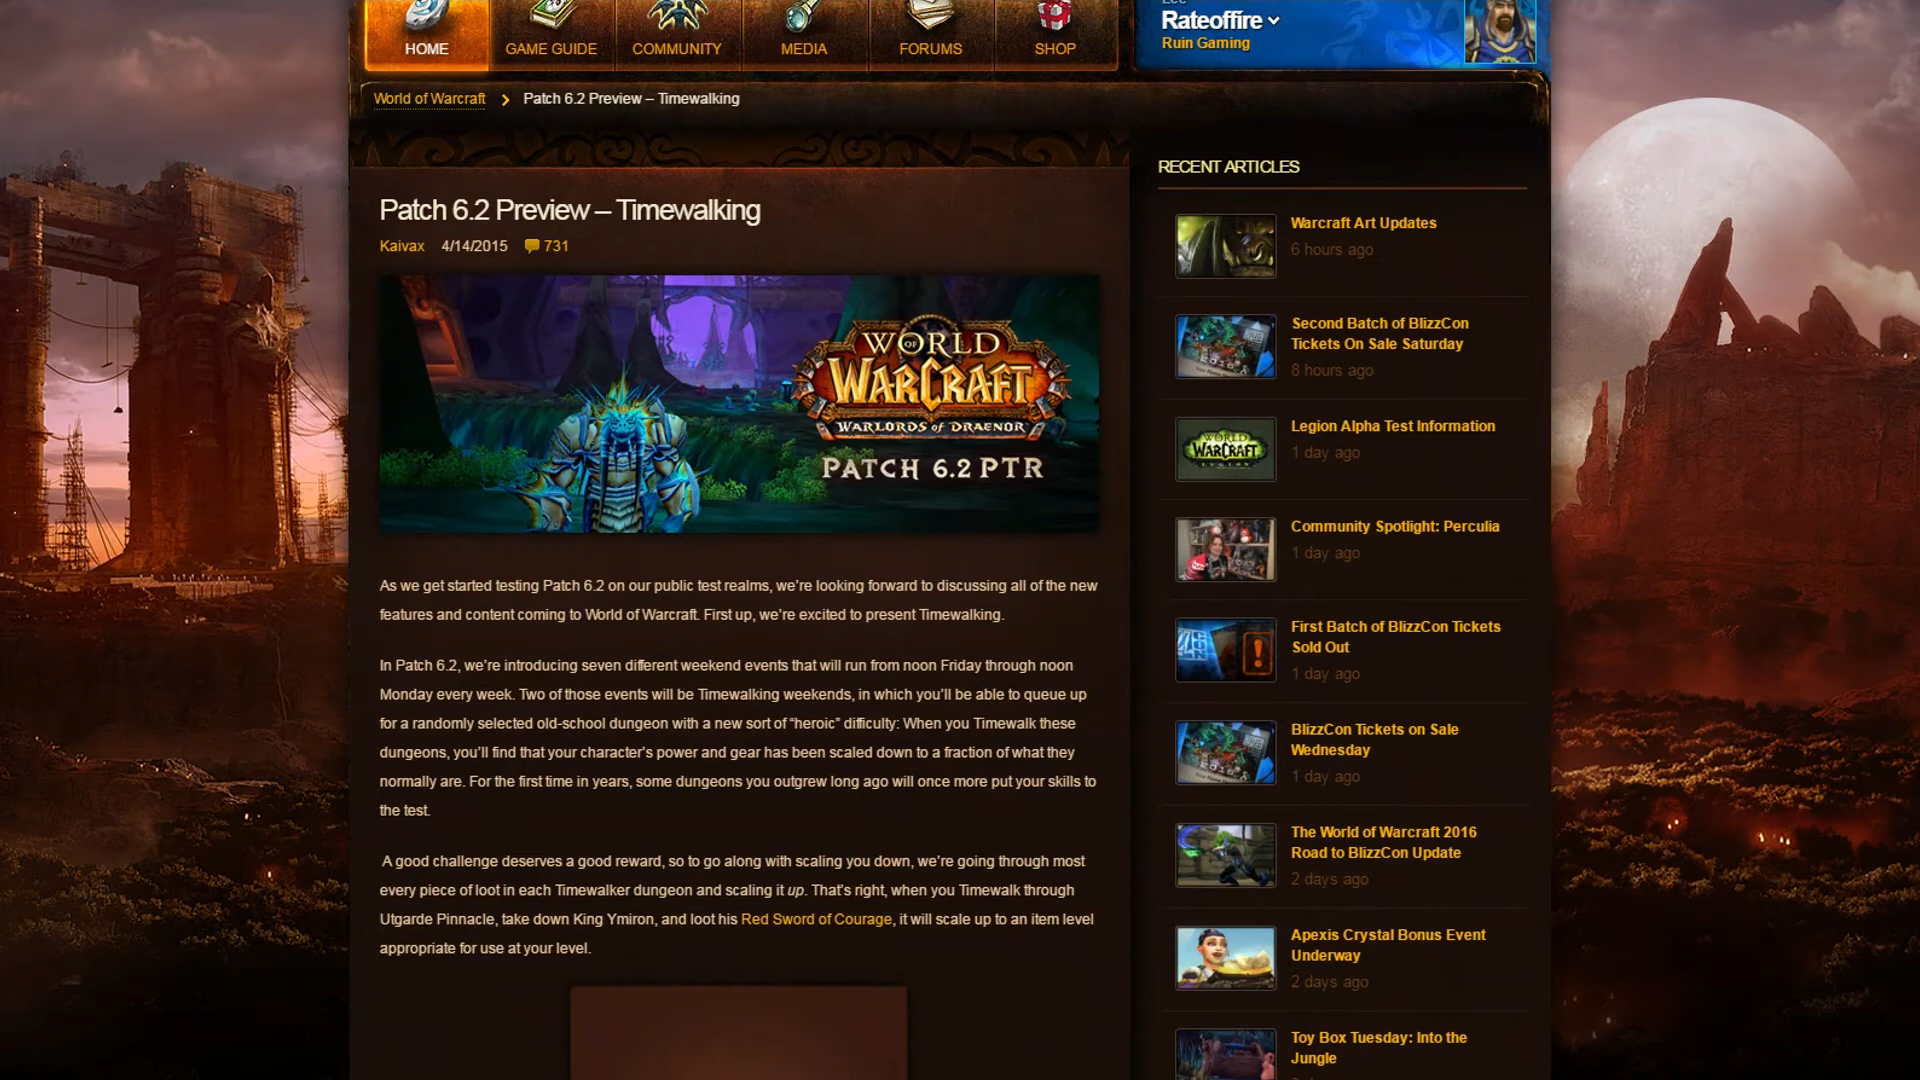 HOME
GAME GUIDE
COMMUNITY
MEDIA
FORUMS
SHOP
Rateoffire
Ruin Gaming
World of Warcraft
Patch 6.2 Preview – Timewalking
RECENT ARTICLES
Patch 6.2 Preview – Timewalking
Kaivax 4/14/2015 731
WORLD
OF
WARCRAFT
WARLORDS OF DRAENOR
PATCH 6.2 PTR
As we get started testing Patch 6.2 on our public test realms, we’re looking forward to discussing all of the new
features and content coming to World of Warcraft. First up, we’re excited to present Timewalking.
In Patch 6.2, we’re introducing seven different weekend events that will run from noon Friday through noon
Monday every week. Two of those events will be Timewalking weekends, in which you’ll be able to queue up
for a randomly selected old-school dungeon with a new sort of “heroic” difficulty: When you Timewalk these
dungeons, you’ll find that your character’s power and gear has been scaled down to a fraction of what they
normally are. For the first time in years, some dungeons you outgrew long ago will once more put your skills to
the test.
A good challenge deserves a good reward, so to go along with scaling you down, we’re going through most
every piece of loot in each Timewalker dungeon and scaling it up. That’s right, when you Timewalk through
Utgarde Pinnacle, take down King Ymiron, and loot his Red Sword of Courage, it will scale up to an item level
appropriate for use at your level.
Warcraft Art Updates
6 hours ago
Second Batch of BlizzCon
Tickets On Sale Saturday
8 hours ago
WORLD
WARCRAFT
LEGION
Legion Alpha Test Information
1 day ago
Community Spotlight: Perculia
1 day ago
First Batch of BlizzCon Tickets
Sold Out
1 day ago
BlizzCon Tickets on Sale
Wednesday
1 day ago
The World of Warcraft 2016
Road to BlizzCon Update
2 days ago
Apexis Crystal Bonus Event
Underway
2 days ago
Toy Box Tuesday: Into the
Jungle